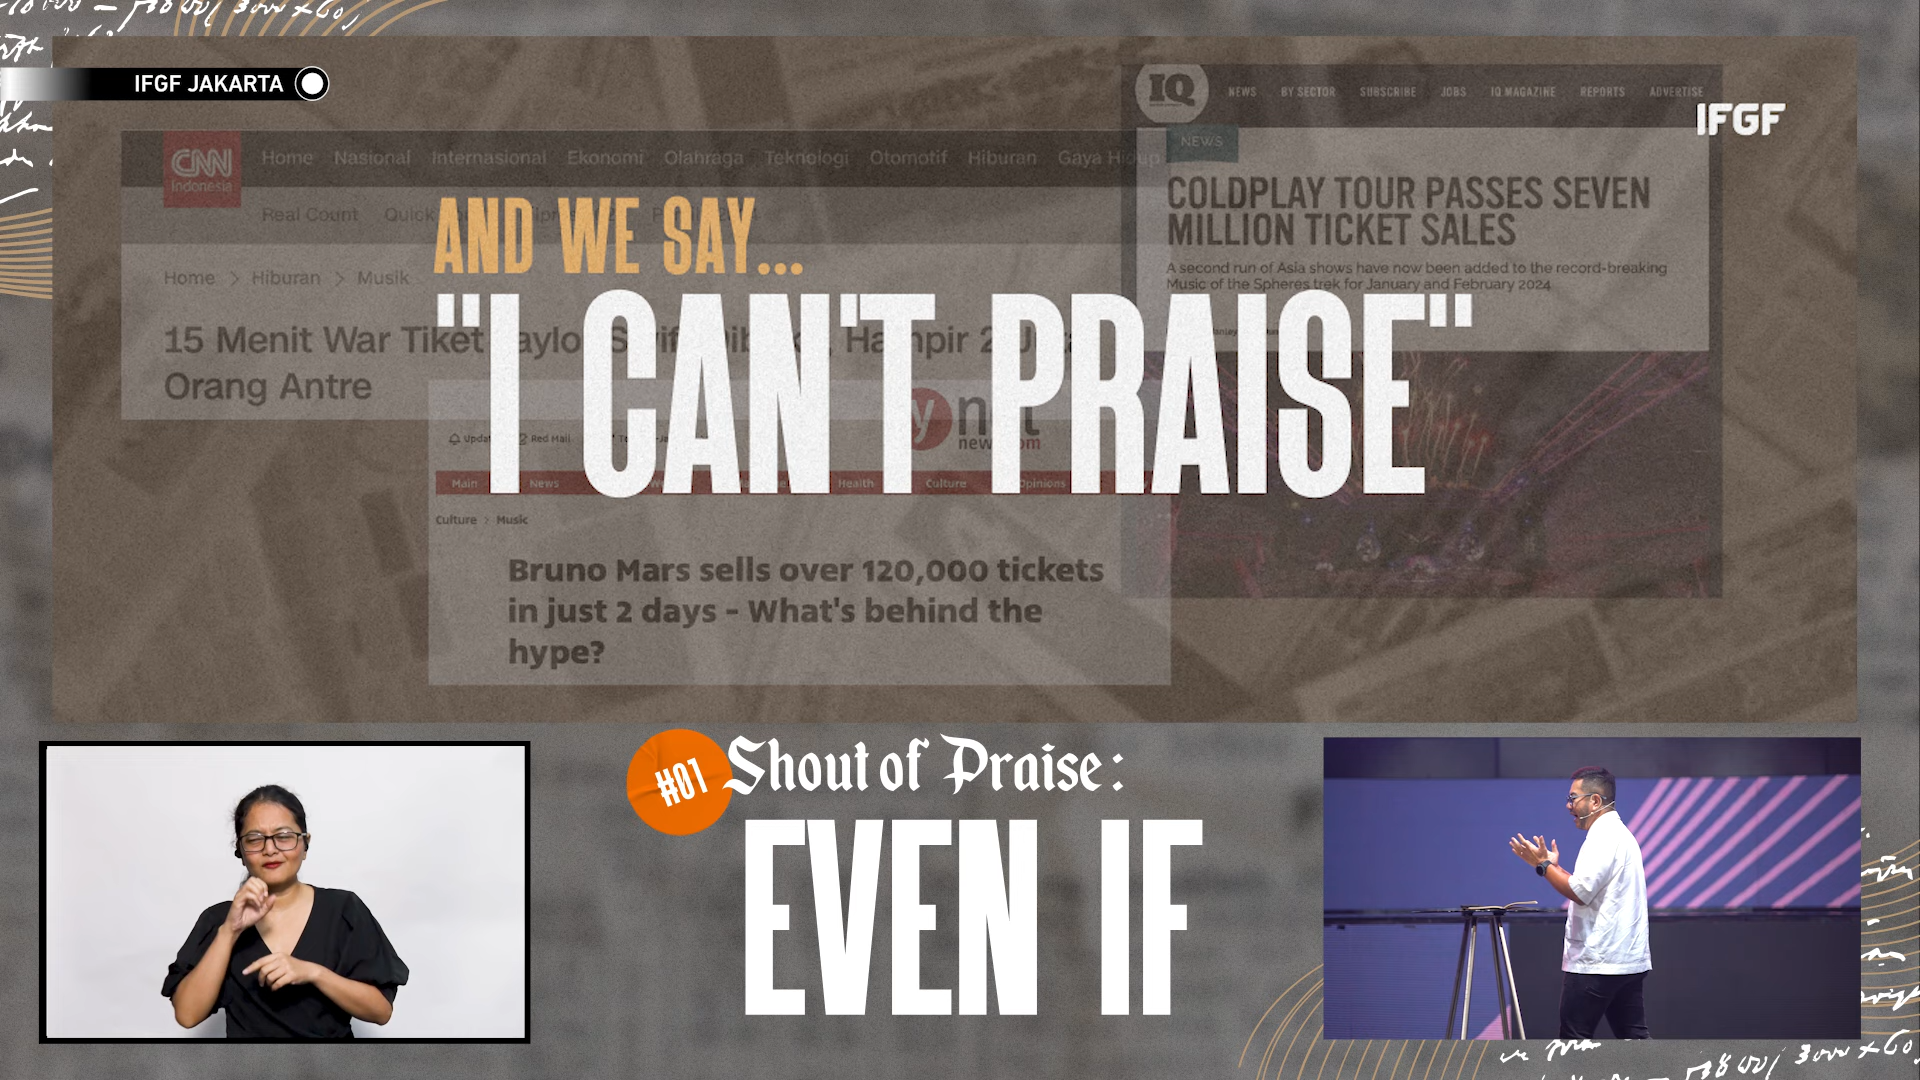 IFGF JAKARTA
IFGF
CNN
Indonesia
Home Nasional Internasional Ekonomi Olahraga Teknologi Otomotif Hiburan Gaya Hidup
Real Count Quick
Home > Hiburan > Musik
15 Menit War Tiket
Orang Antre
IQ
NEWS BY SECTOR SUBSCRIBE JOBS IQ MAGAZINE REPORTS ADVERTISE
NEWS
COLDPLAY TOUR PASSES SEVEN
MILLION TICKET SALES
A second run of Asia shows have now been added to the record-breaking
Music of the Spheres trek for January and February 2024
AND WE SAY...
"I CAN'T PRAISE"
Red Mail
Main News Health Culture Opinions
Culture > Music
Bruno Mars sells over 120,000 tickets
in just 2 days - What's behind the
hype?
#01
Shout of Praise:
EVEN IF